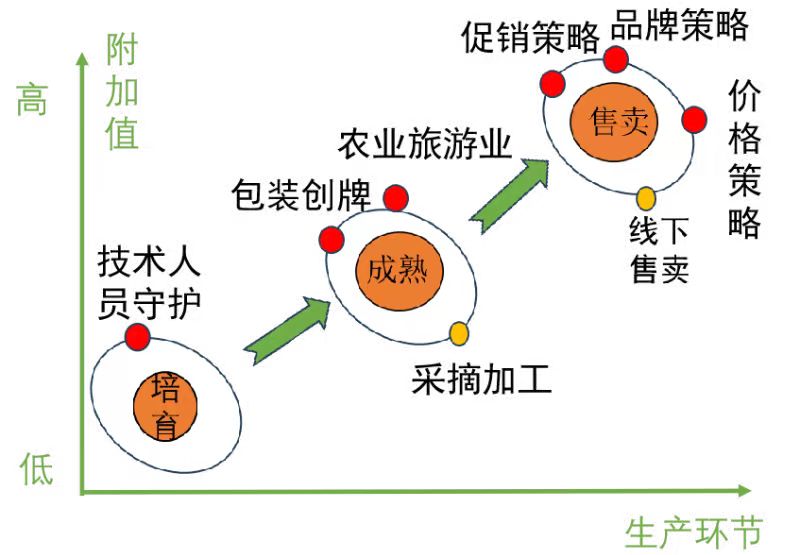 附
加
值
高
低
生产环节
技术人
员守护
培
育
包装创牌
农业旅游业
成熟
采摘加工
促销策略
品牌策略
售卖
价
格
策
略
线下
售卖